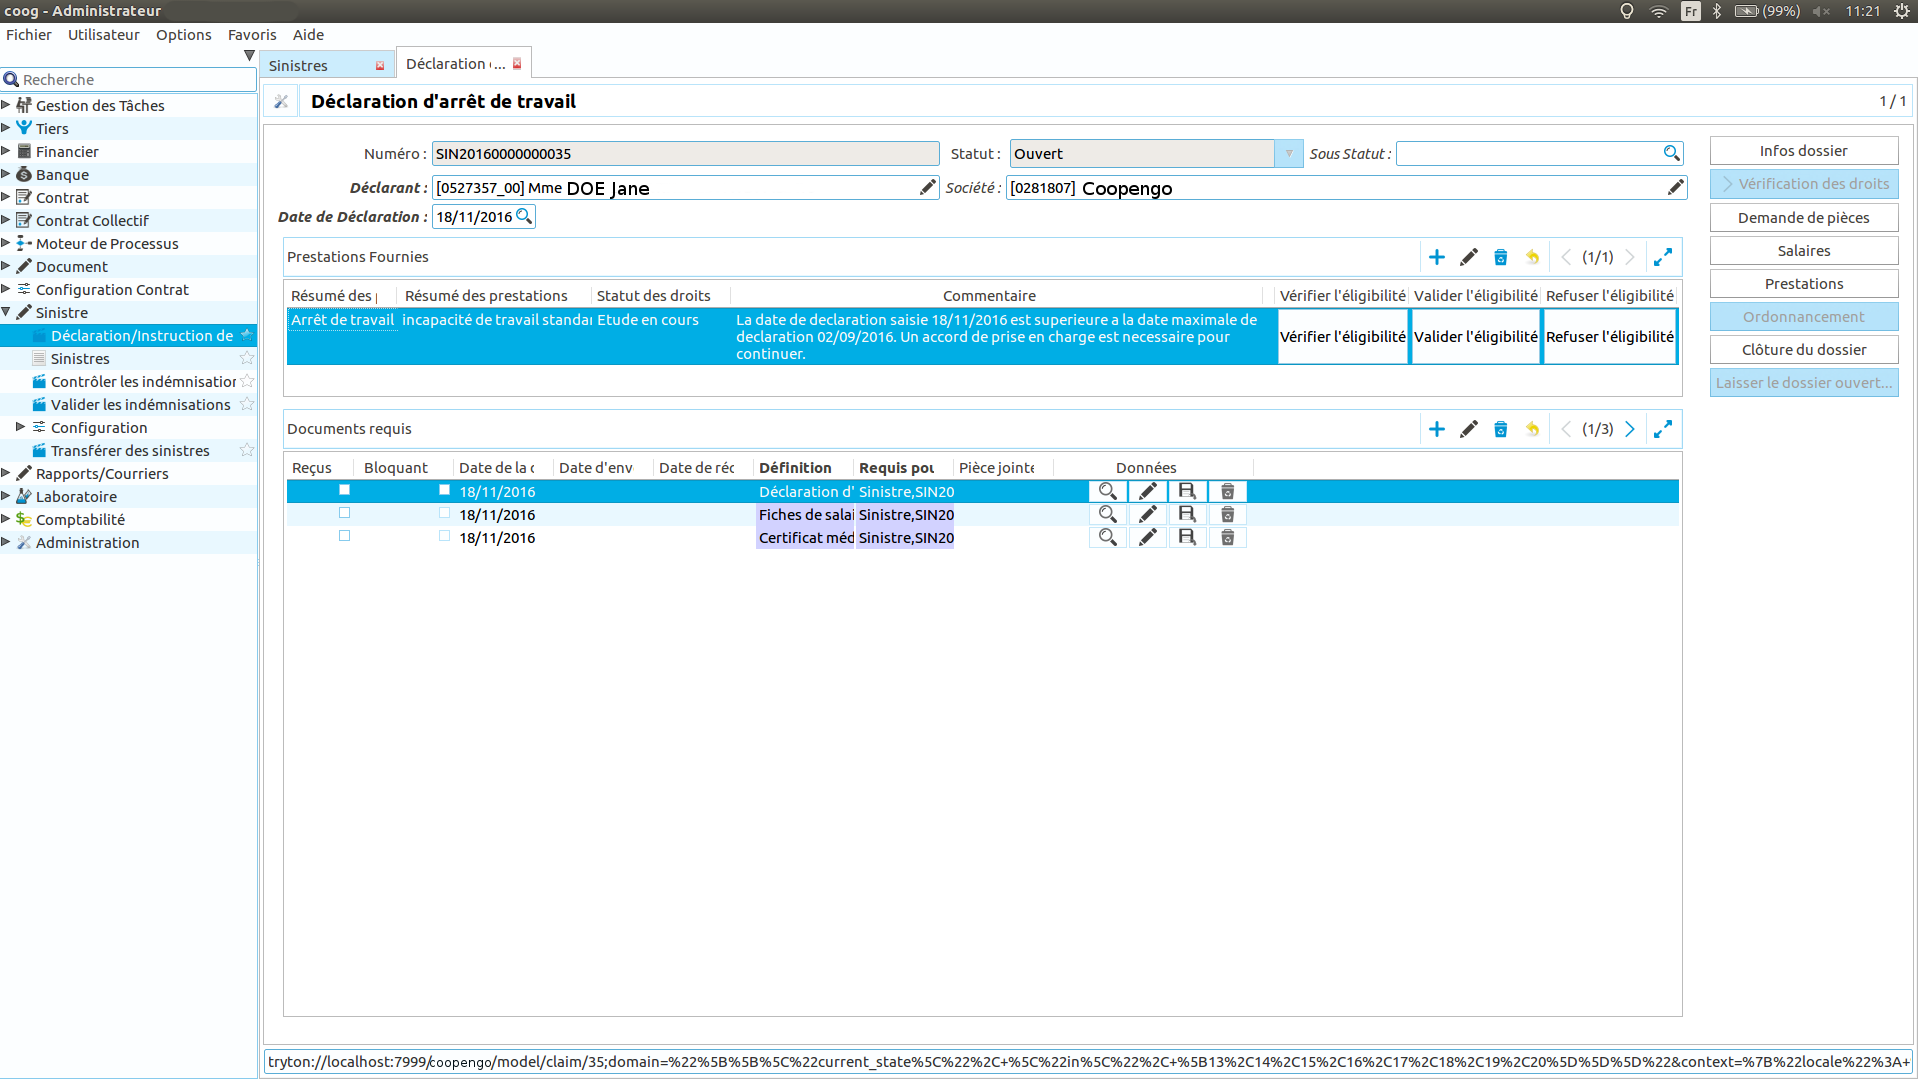 coog - Administrateur
Fr
(99%)
11:21
Fichier Utilisateur Options Favoris Aide
Recherche
Gestion des Tâches
Tiers
Financier
Banque
Contrat
Contrat Collectif
Moteur de Processus
Document
Configuration Contrat
Sinistre
Déclaration/Instruction de
Sinistres
Contrôler les indémnisation
Valider les indémnisations
Configuration
Transférer des sinistres
Rapports/Courriers
Laboratoire
Comptabilité
Administration
Sinistres
Déclaration (...
Déclaration d'arrêt de travail
1 / 1
Numéro : SIN20160000000035 Statut : Ouvert Sous Statut :
Déclarant : [0527357_00] Mme DOE Jane Société : [0281807] Coopengo
Date de Déclaration : 18/11/2016
Prestations Fournies
(1/1)
Résumé des Résumé des prestations Statut des droits Commentaire Vérifier l'éligibilité Valider l'éligibilité Refuser l'éligibilité
Arrêt de travail incapacité de travail standar Etude en cours La date de declaration saisie 18/11/2016 est superieure a la date maximale de
declaration 02/09/2016. Un accord de prise en charge est necessaire pour
continuer.
Vérifier l'éligibilité Valider l'éligibilité Refuser l'éligibilité
Documents requis
(1/3)
Reçus Bloquant Date de la d Date d'env Date de réc Définition Requis pou Pièce jointe Données
18/11/2016 Déclaration d' Sinistre,SIN20
18/11/2016 Fiches de salai Sinistre,SIN20
18/11/2016 Certificat méd Sinistre,SIN20
Infos dossier
Vérification des droits
Demande de pièces
Salaires
Prestations
Ordonnancement
Clôture du dossier
Laisser le dossier ouvert...
tryton://localhost:7999/coopengo/model/claim/35;domain=%22%5B%5B%5C%22current_state%5C%22%2C+%5C%22in%5C%22%2C+%5B13%2C14%2C15%2C16%2C17%2C18%2C19%2C20%5D%5D%5D%22&context=%7B%22locale%22%3A+